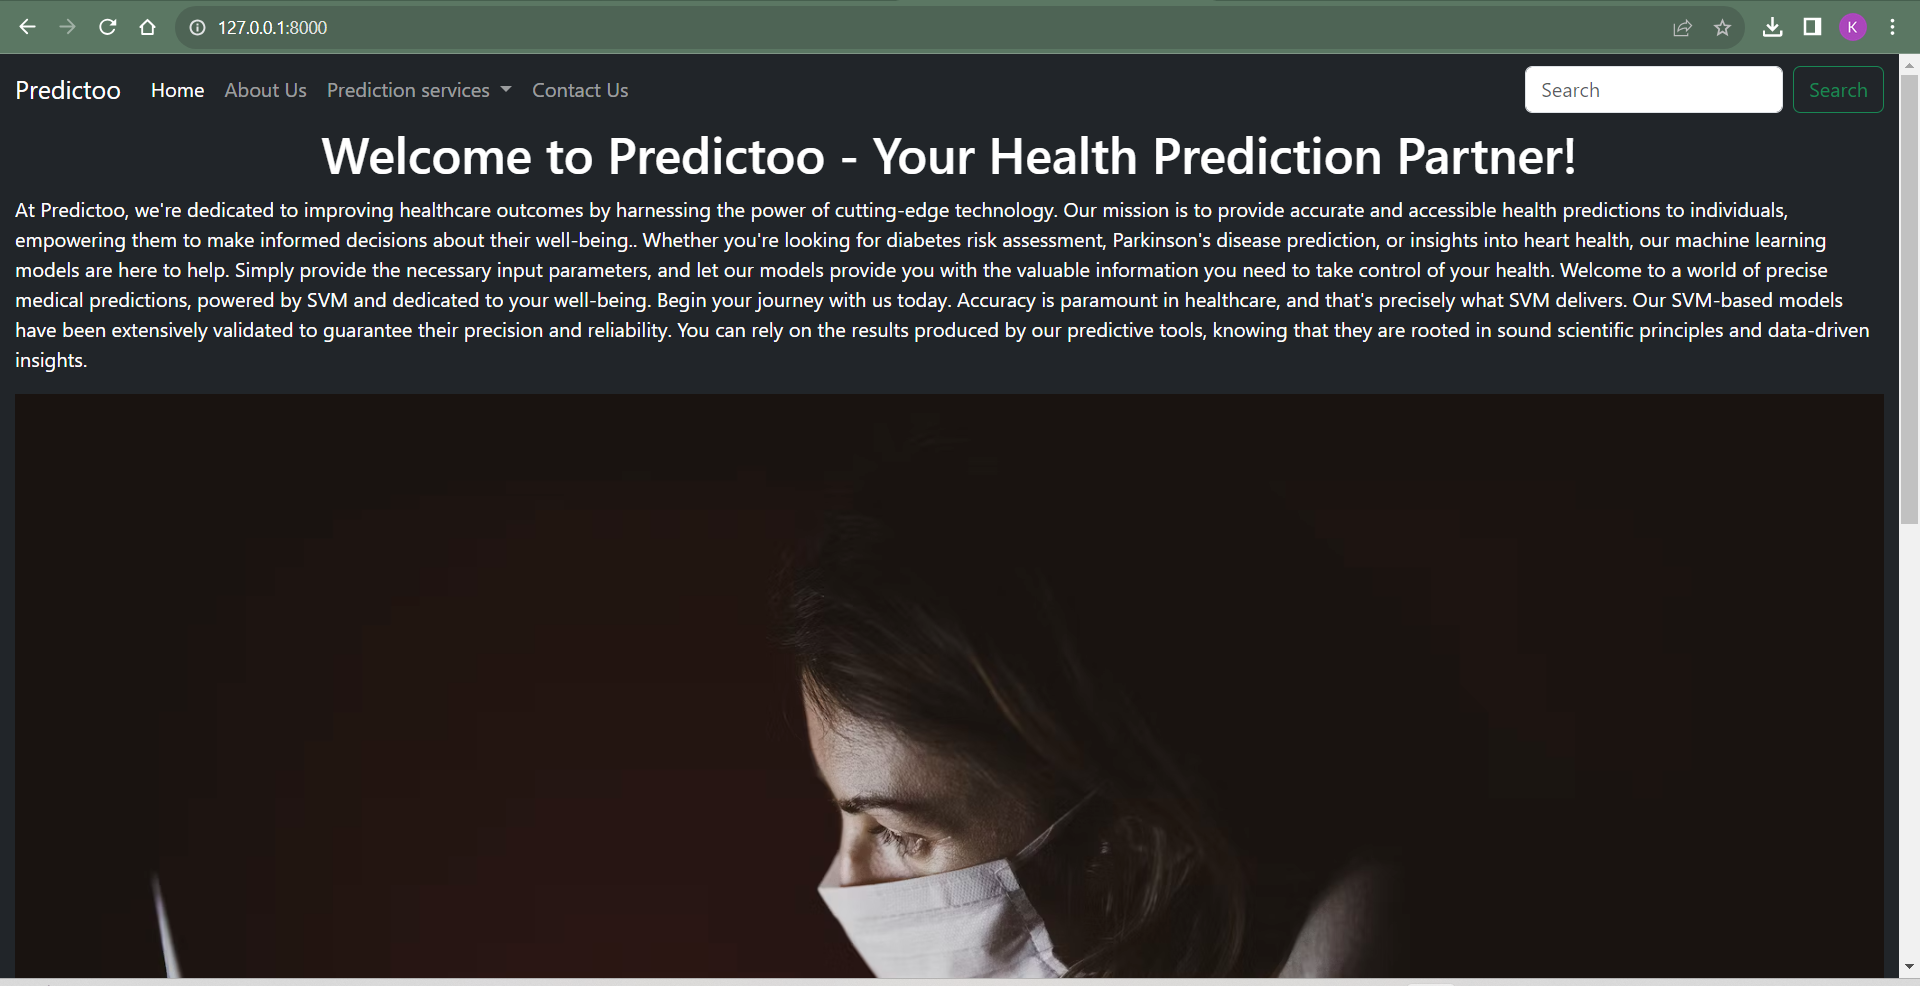 127.0.0.1:8000
K
Predictoo Home About Us Prediction services Contact Us Search Search
Welcome to Predictoo - Your Health Prediction Partner!
At Predictoo, we're dedicated to improving healthcare outcomes by harnessing the power of cutting-edge technology. Our mission is to provide accurate and accessible health predictions to individuals,
empowering them to make informed decisions about their well-being.. Whether you're looking for diabetes risk assessment, Parkinson's disease prediction, or insights into heart health, our machine learning
models are here to help. Simply provide the necessary input parameters, and let our models provide you with the valuable information you need to take control of your health. Welcome to a world of precise
medical predictions, powered by SVM and dedicated to your well-being. Begin your journey with us today. Accuracy is paramount in healthcare, and that's precisely what SVM delivers. Our SVM-based models
have been extensively validated to guarantee their precision and reliability. You can rely on the results produced by our predictive tools, knowing that they are rooted in sound scientific principles and data-driven
insights.